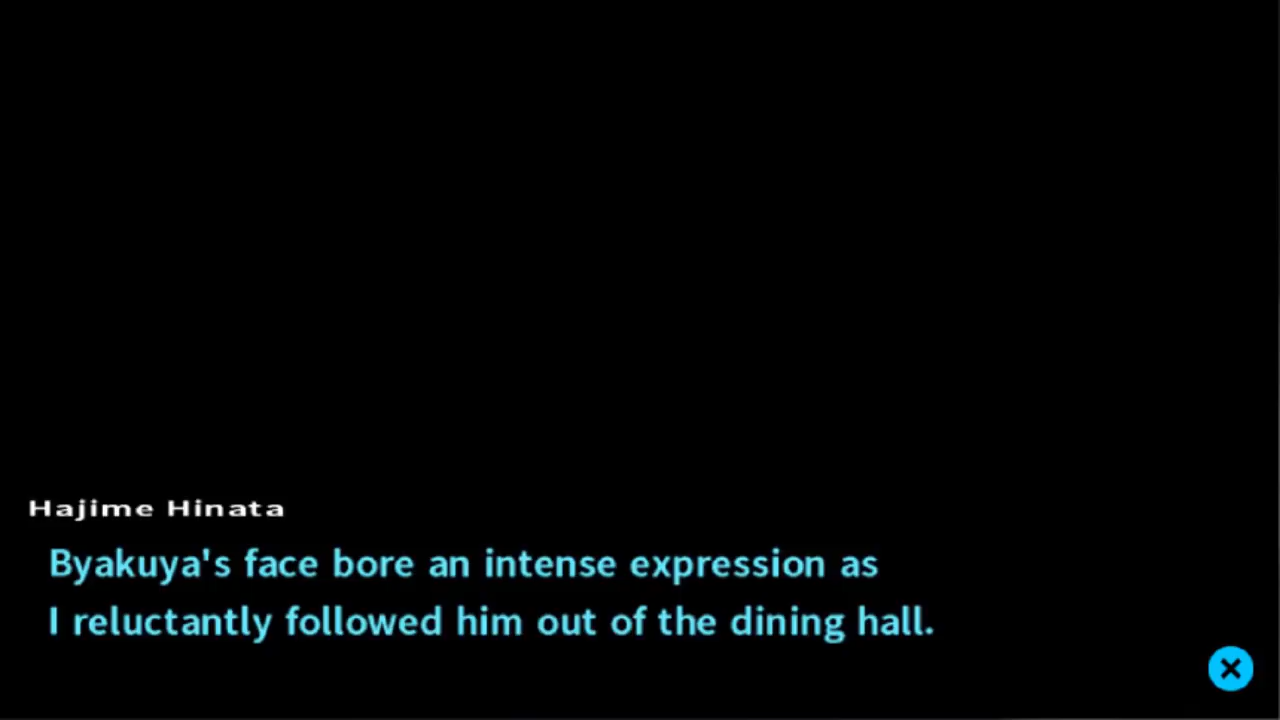 Hajime Hinata
Byakuya's face bore an intense expression as
I reluctantly followed him out of the dining hall.